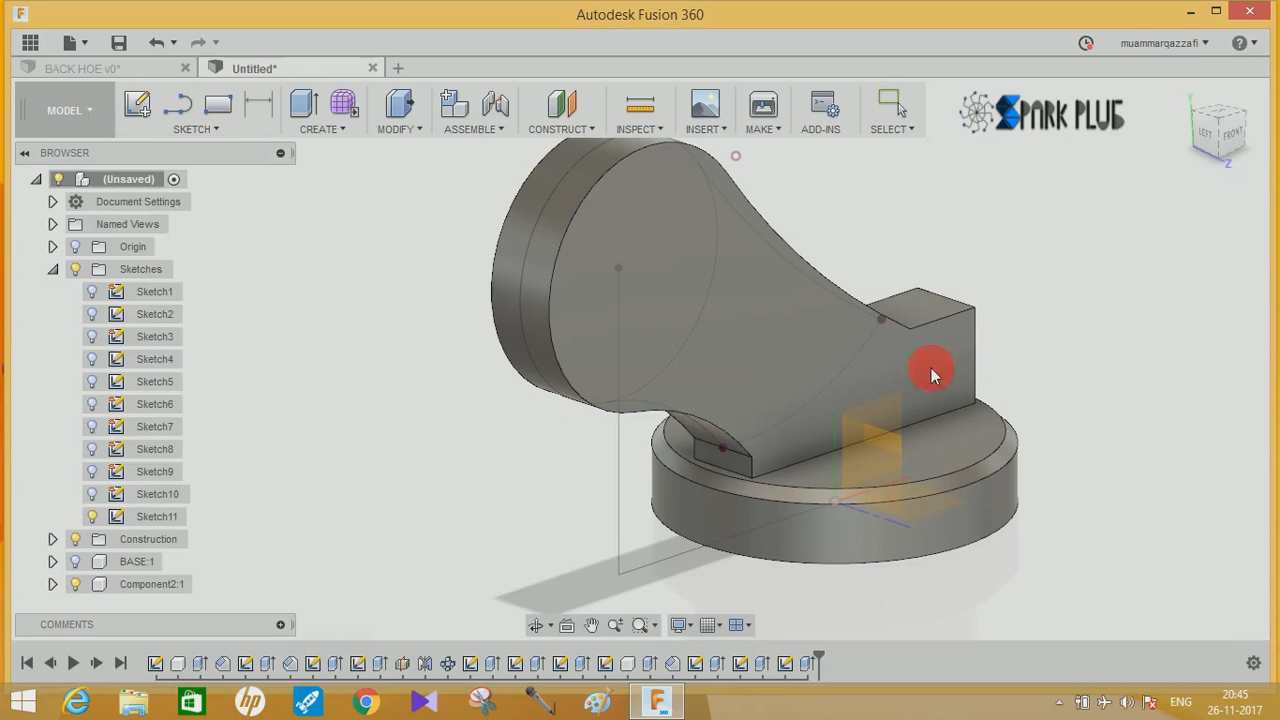 Autodesk Fusion 360
muammarqazzafi
BACK HOE v0*
Untitled*
MODEL
SKETCH
CREATE
MODIFY
ASSEMBLE
CONSTRUCT
INSPECT
INSERT
MAKE
ADD-INS
SELECT
SPARK PLUG
LEFT
FRONT
Y
Z
BROWSER
(Unsaved)
Document Settings
Named Views
Origin
Sketches
Sketch1
Sketch2
Sketch3
Sketch4
Sketch5
Sketch6
Sketch7
Sketch8
Sketch9
Sketch10
Sketch11
Construction
BASE:1
Component2:1
COMMENTS
ENG
20:45
26-11-2017
F
360